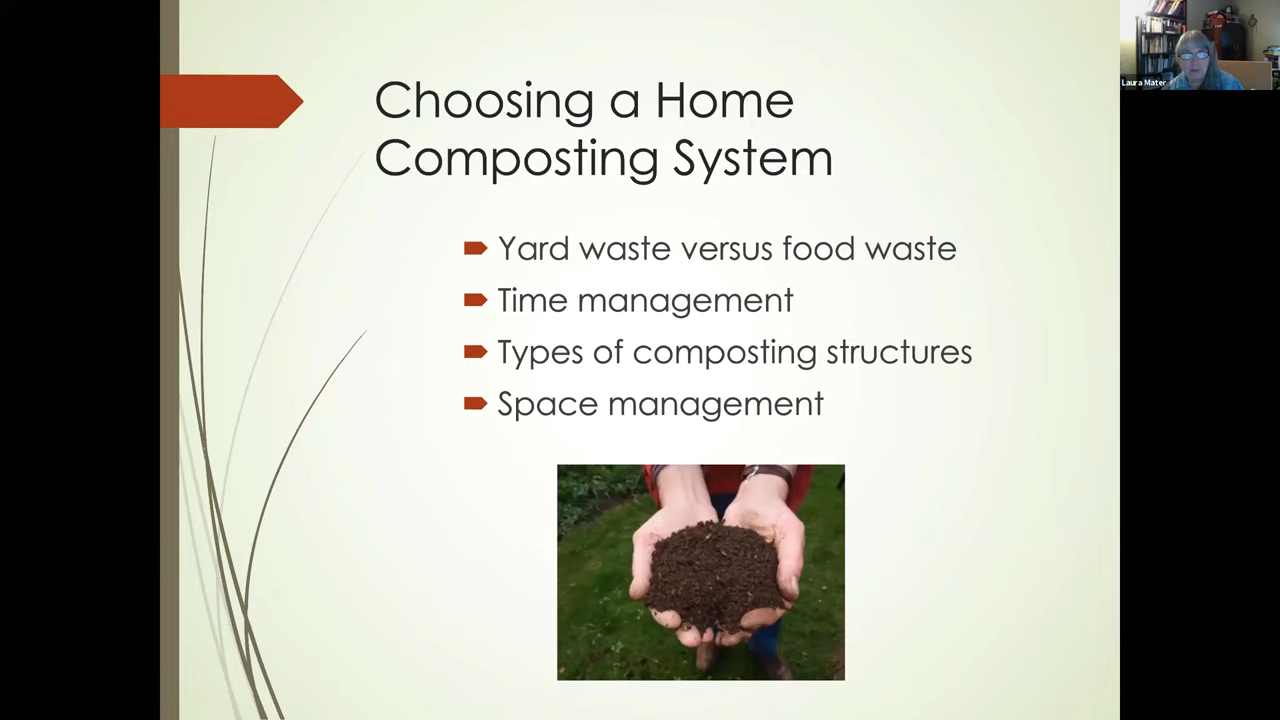 Choosing a Home
Composting System
Yard waste versus food waste
Time management
Types of composting structures
Space management
Laura Mater